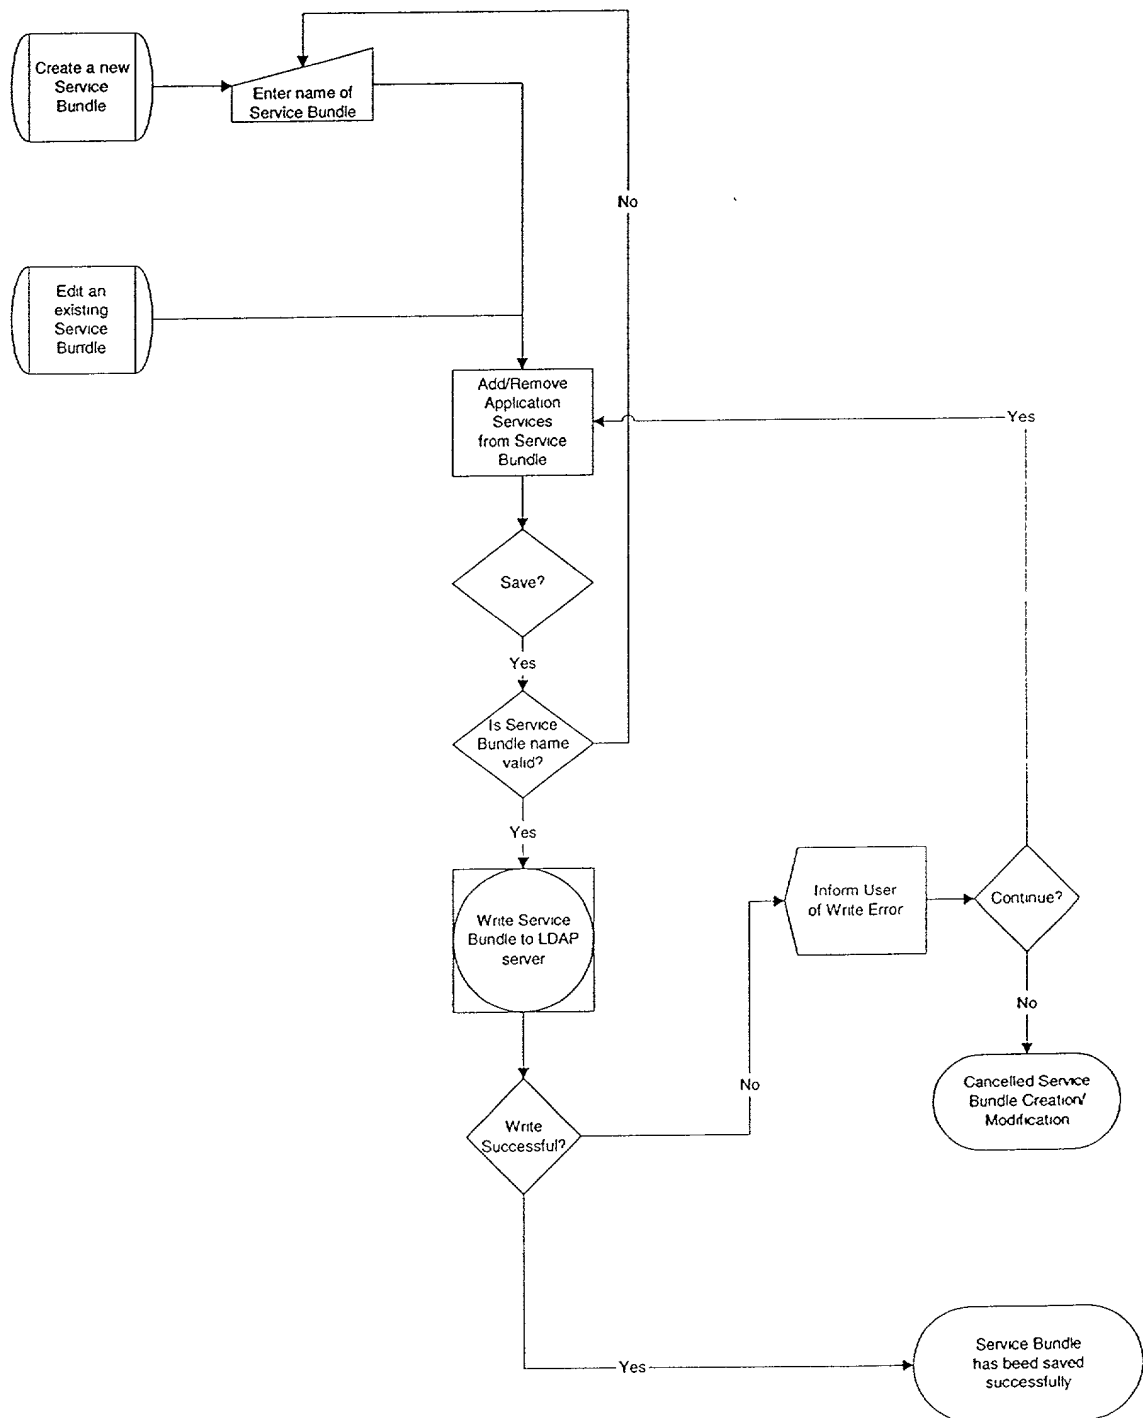 Create a new
Service
Bundle
Enter name of
Service Bundle
No
Edit an
existing
Service
Bundle
Add/Remove
Application
Services
from Service
Bundle
Yes
Save?
Yes
Is Service
Bundle name
valid?
Yes
Write Service
Bundle to LDAP
server
Inform User
of Write Error
Continue?
No
No
Cancelled Service
Bundle Creation/
Modification
Write
Successful?
Yes
Service Bundle
has beed saved
successfully